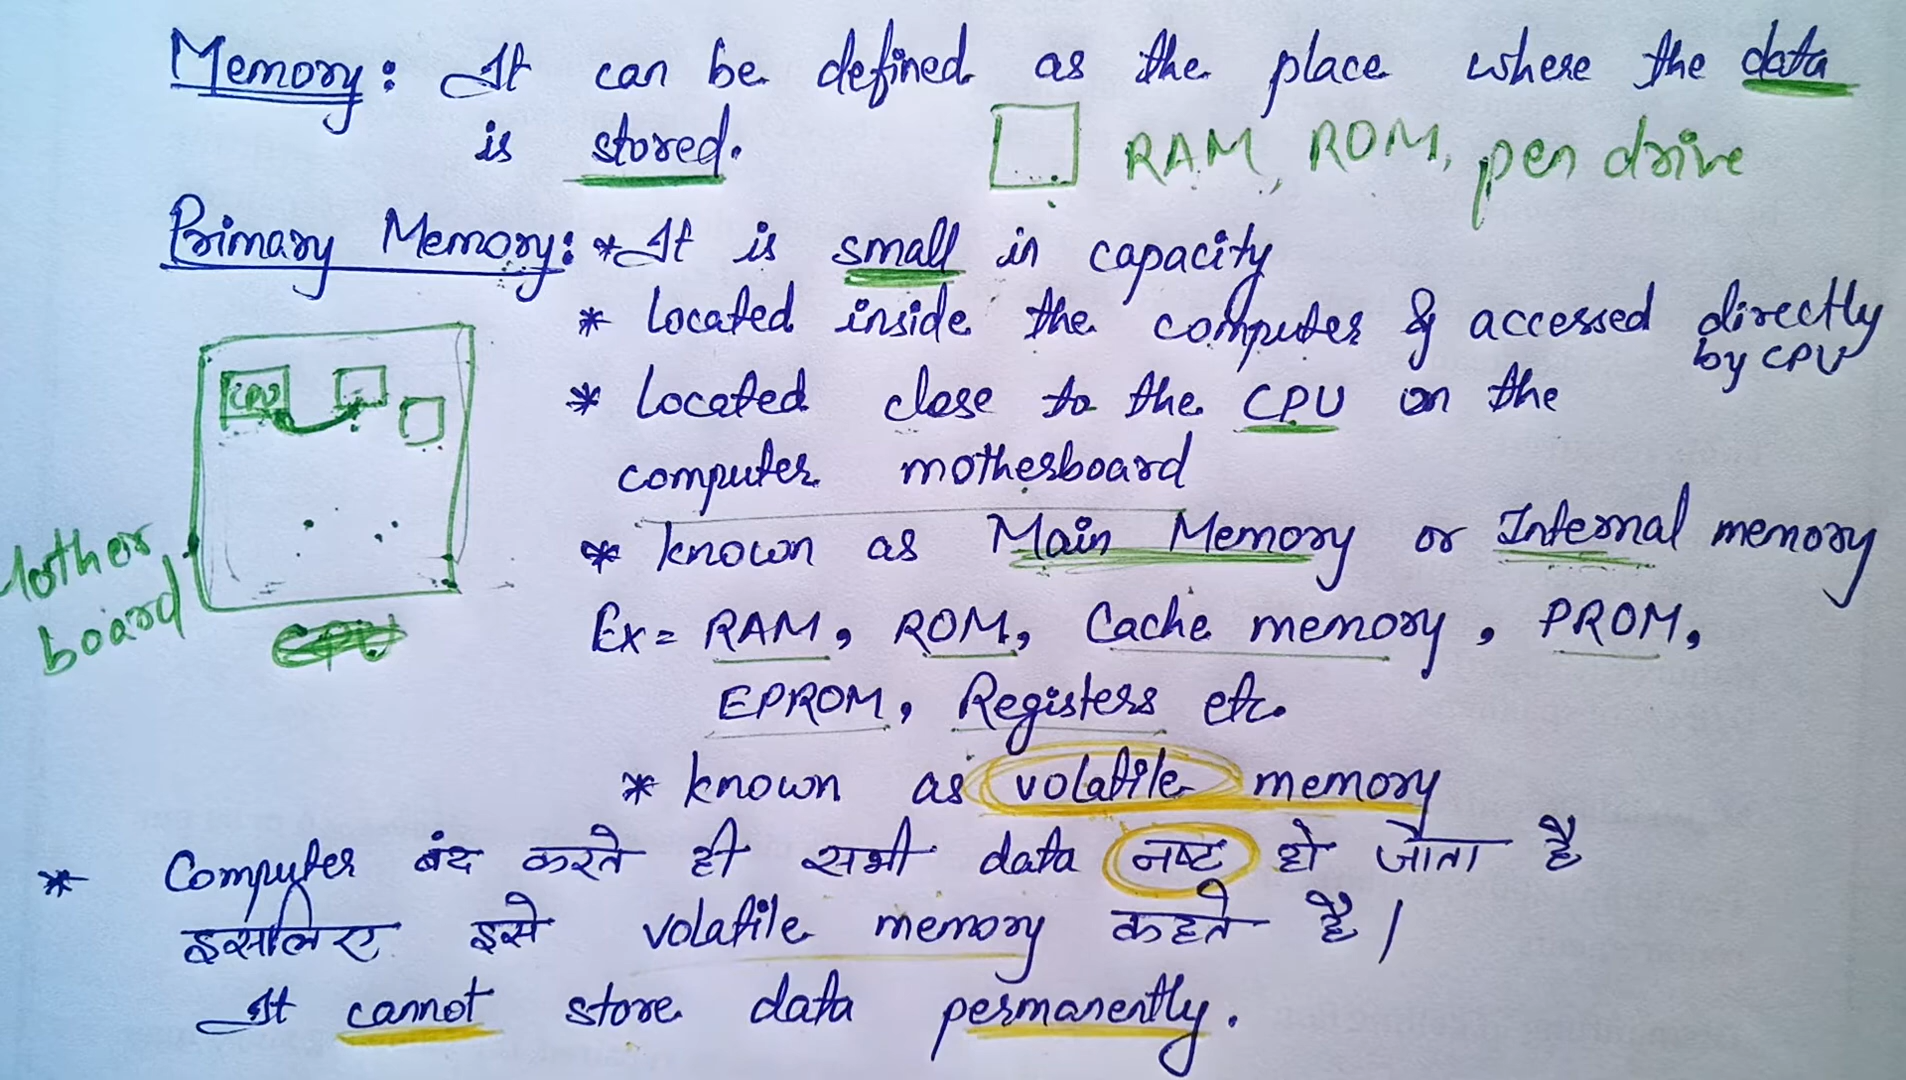 Memory: It can be defined as the place where the data
is stored. RAM, ROM, pen drive
Primary Memory: * It is small in capacity
* Located inside the computer & accessed directly
by CPU
* Located close to the CPU on the
computer motherboard
* known as Main Memory or Internal memory
Ex = RAM, ROM, Cache memory, PROM,
EPROM, Registers etc.
* known as volatile memory
* Computer बंद करते ही सभी data नष्ट हो जाता है
इसलिए इसे volatile memory कहते है।
It cannot store data permanently.
CPU
Mother
board
CPU